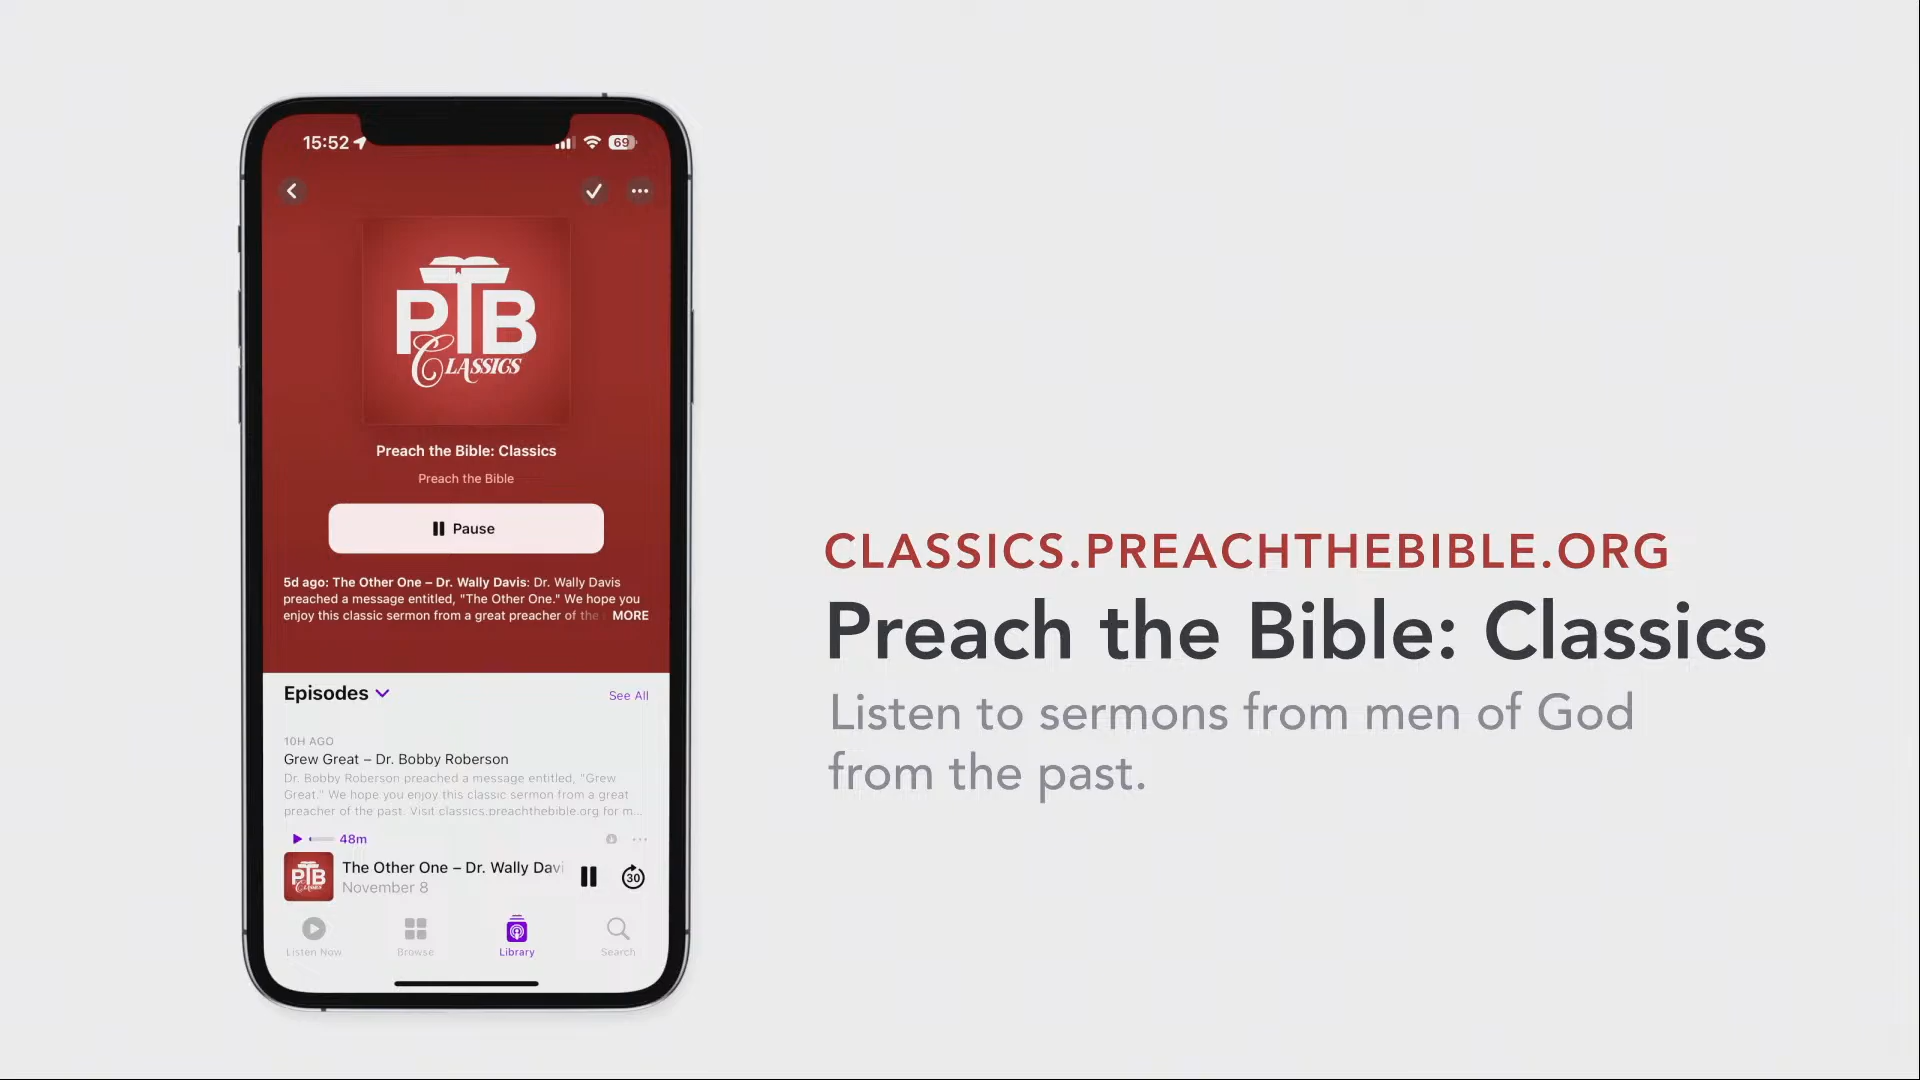 15:52
69
PTB
CLASSICS
Preach the Bible: Classics
Preach the Bible
Pause
5d ago: The Other One – Dr. Wally Davis: Dr. Wally Davis
preached a message entitled, "The Other One." We hope you
enjoy this classic sermon from a great preacher of the MORE
Episodes
See All
10H AGO
Grew Great – Dr. Bobby Roberson
Dr. Bobby Roberson preached a message entitled, "Grew
Great." We hope you enjoy this classic sermon from a great
preacher of the past. Visit classics.preachthebible.org for m...
48m
PTB
CLASSICS
The Other One – Dr. Wally Davi
November 8
30
Listen Now
Browse
Library
Search
CLASSICS.PREACHTHEBIBLE.ORG
Preach the Bible: Classics
Listen to sermons from men of God
from the past.